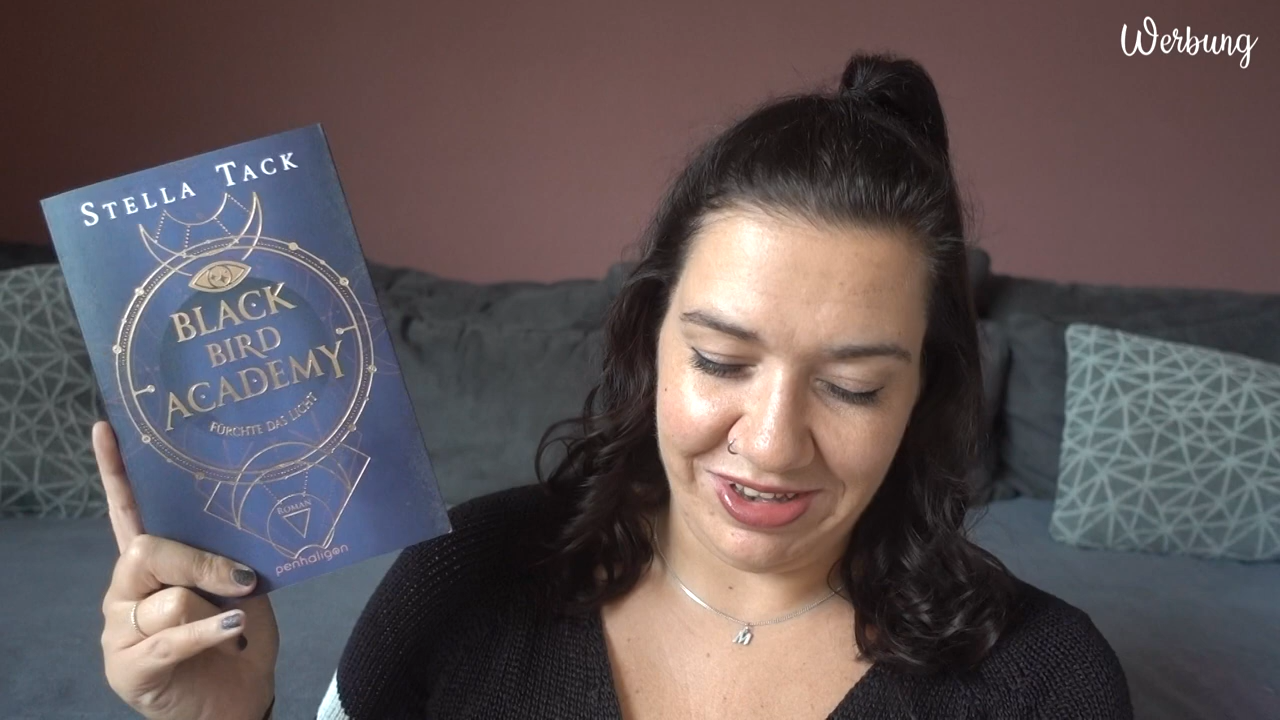 Werbung
STELLA TACK
BLACK
BIRD
ACADEMY
FÜRCHTE DAS LICHT
ROMAN
penhaligon
M